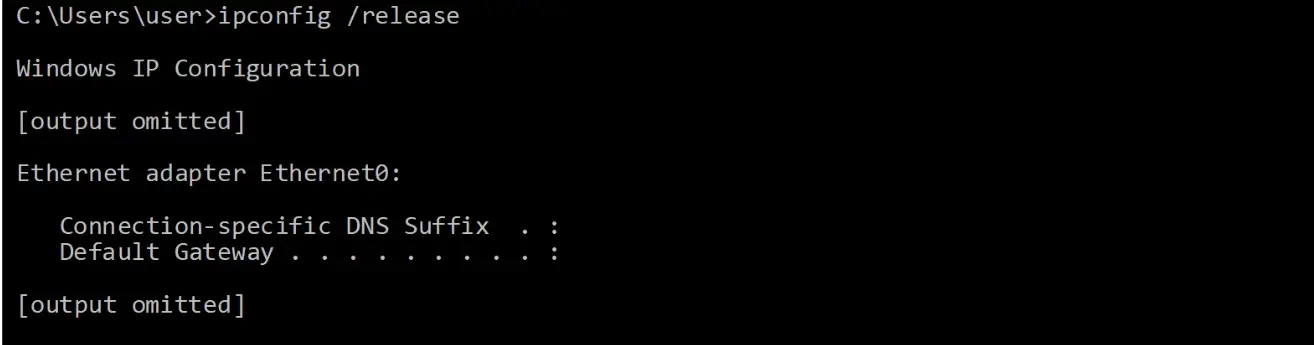 C:\Users\user>ipconfig /release
Windows IP Configuration
[output omitted]
Ethernet adapter Ethernet0:
Connection-specific DNS Suffix  . :
Default Gateway . . . . . . . . . :
[output omitted]